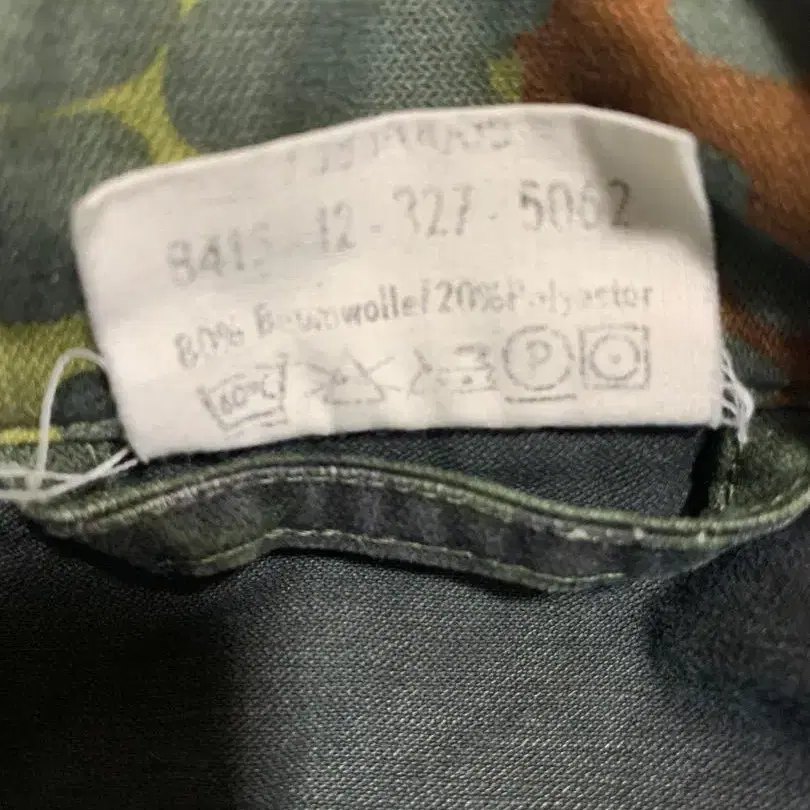 8415-12-327-5062
80% Baumwolle/20% Polyester
60°C P